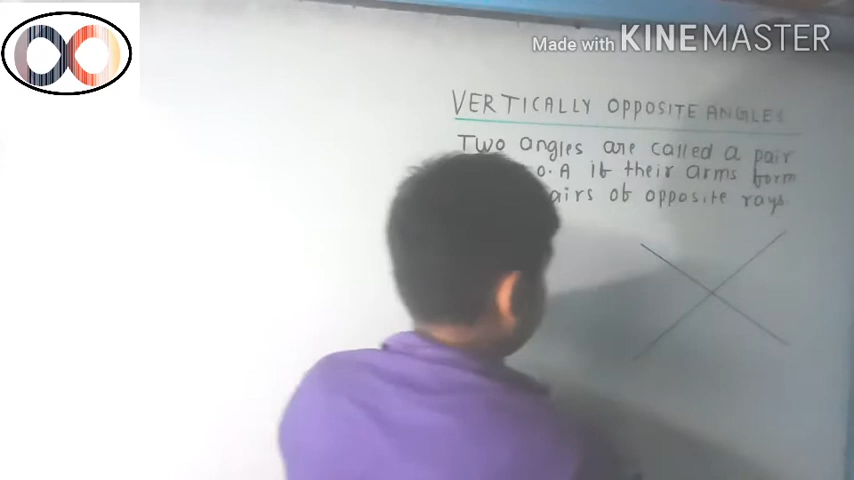 Made with KINEMASTER
VERTICALLY OPPOSITE ANGLES
Two angles are called a pair
O. A if their arms form
airs of opposite rays